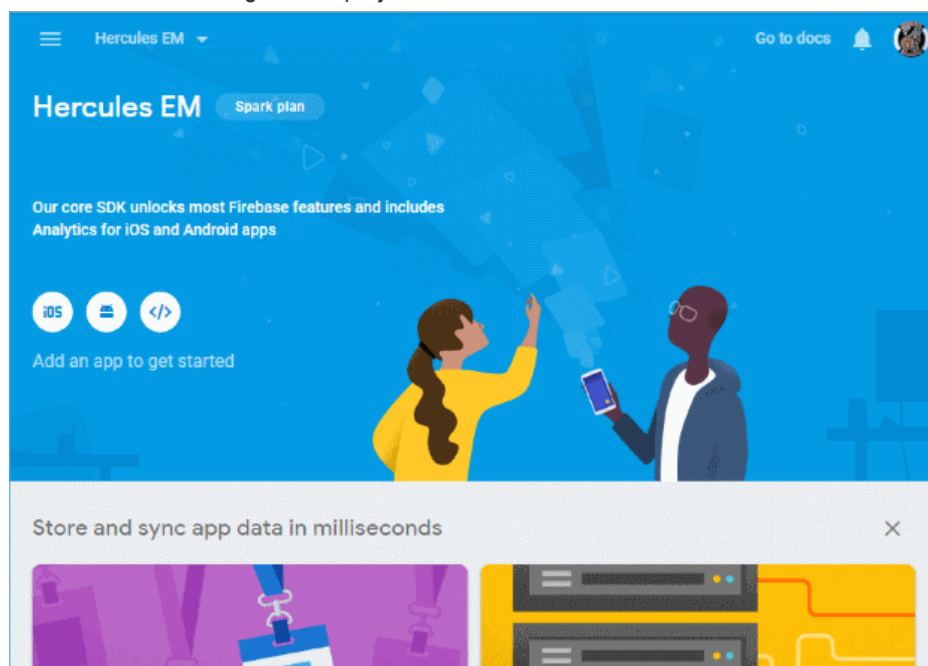 Hercules EM
Go to docs
Hercules EM
Spark plan
Our core SDK unlocks most Firebase features and includes
Analytics for iOS and Android apps
iOS
</>
Add an app to get started
Store and sync app data in milliseconds